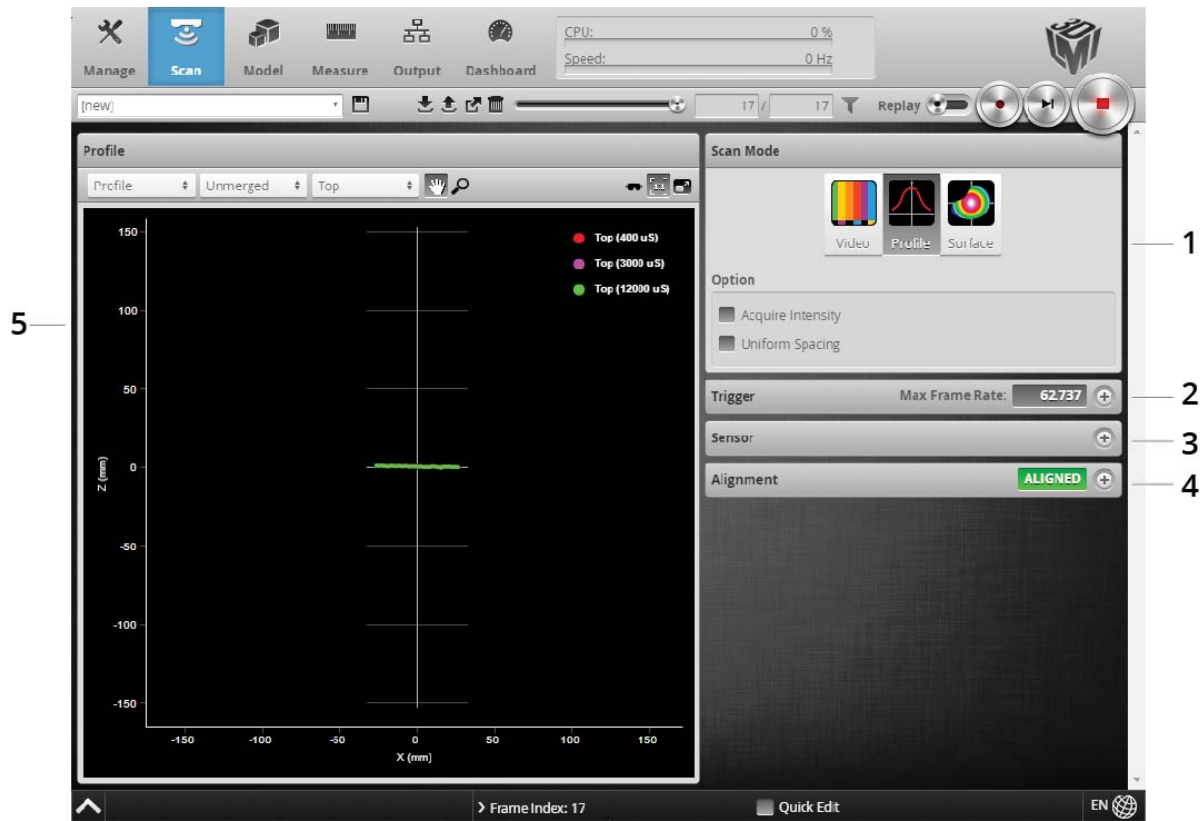 CPU: 0 %
Speed: 0 Hz
Manage Scan Model Measure Output Dashboard
[new] 17 / 17 Replay
Profile
Profile Unmerged Top
150
100
50
0
-50
-100
-150
Z (mm)
Top (400 uS)
Top (3000 uS)
Top (12000 uS)
-150 -100 -50 0 50 100 150
X (mm)
Scan Mode
Video Profile Surface
Option
Acquire Intensity
Uniform Spacing
Trigger Max Frame Rate: 62.737
Sensor
Alignment ALIGNED
1
2
3
4
5
Frame Index: 17 Quick Edit EN